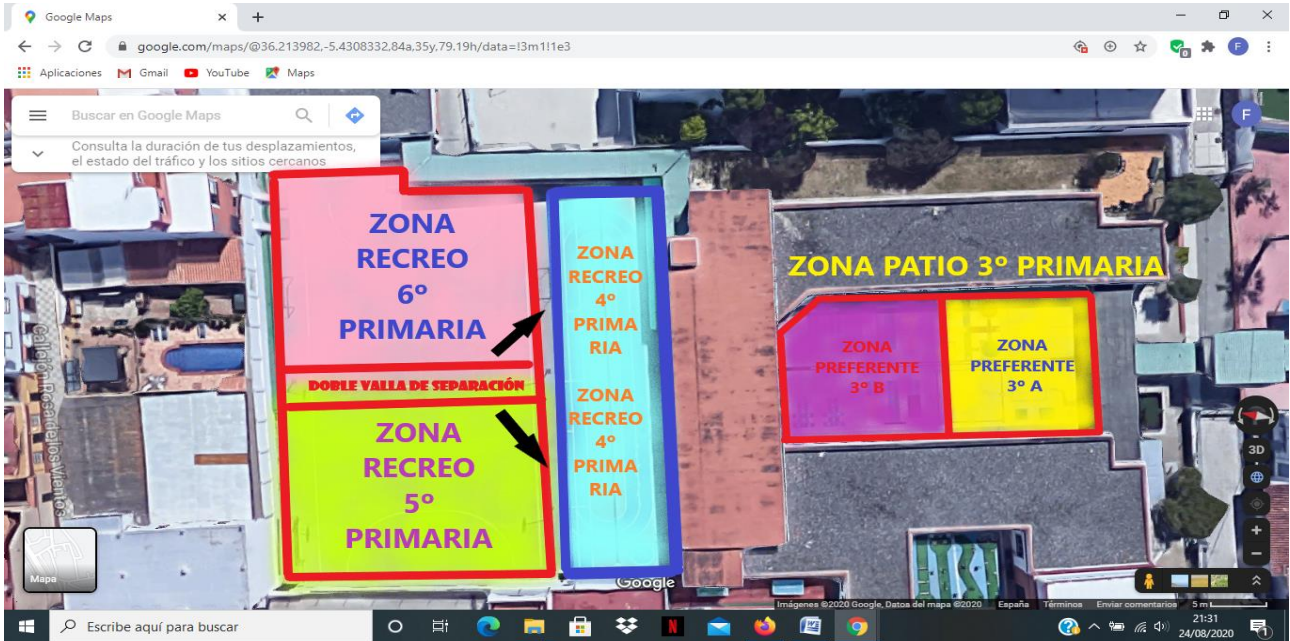 Google Maps
google.com/maps/@36.213982,-5.4308332,84a,35y,79.19h/data=!3m1!1e3
Aplicaciones
Gmail
YouTube
Maps
Buscar en Google Maps
Consulta la duración de tus desplazamientos,
el estado del tráfico y los sitios cercanos
F
F
ZONA
RECREO
6º
PRIMARIA
DOBLE VALLA DE SEPARACIÓN
ZONA
RECREO
5º
PRIMARIA
ZONA
RECREO
4º
PRIMA
RIA
ZONA
RECREO
4º
PRIMA
RIA
ZONA PATIO 3º PRIMARIA
ZONA
PREFERENTE
3º B
ZONA
PREFERENTE
3º A
3D
Mapa
Google
Imágenes ©2020 Google, Datos del mapa ©2020 España Términos Enviar comentarios 5 m
Escribe aquí para buscar
21:31
24/08/2020